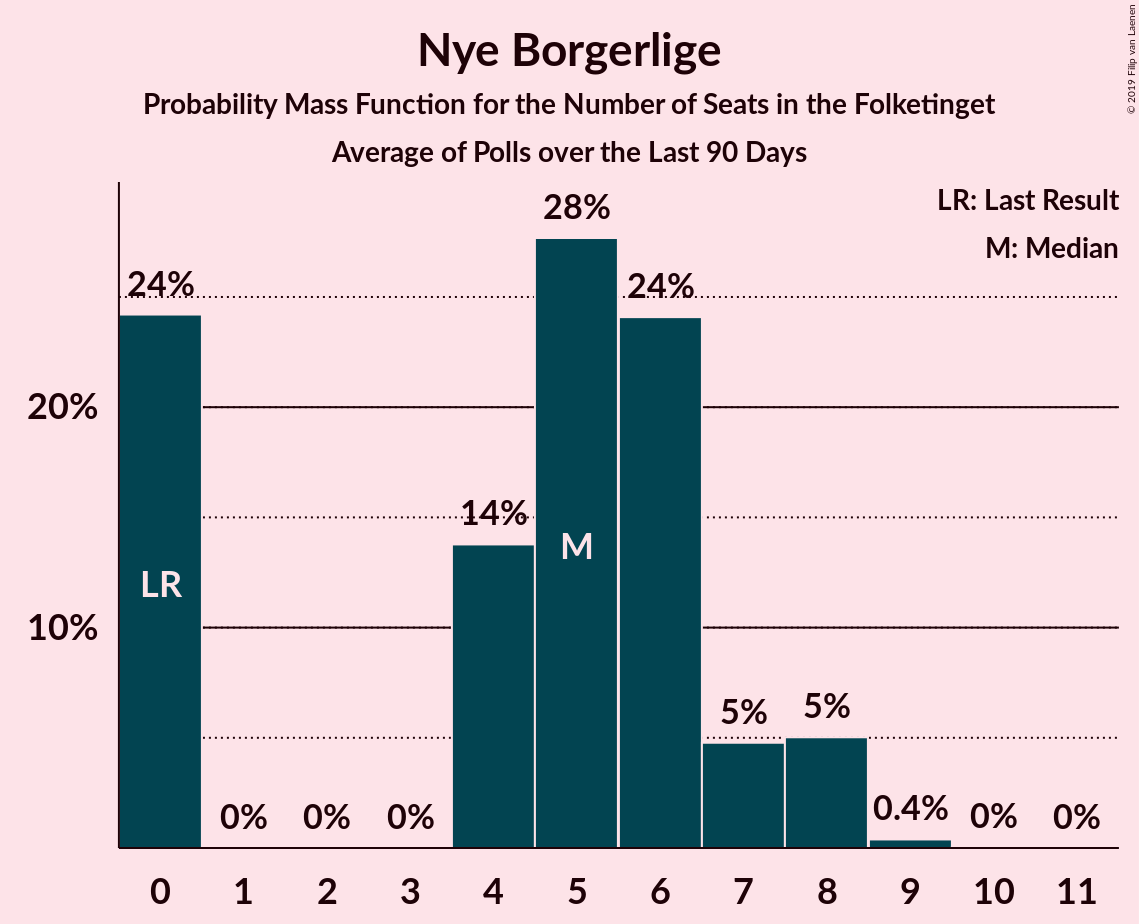 Nye Borgerlige
Probability Mass Function for the Number of Seats in the Folketinget
Average of Polls over the Last 90 Days
© 2019 Filip van Laenen
LR: Last Result
M: Median
28%
24%
24%
20%
14%
M
LR
10%
5%
5%
0%
0%
0%
0.4%
0%
0%
0 1 2 3 4 5 6 7 8 9 10 11